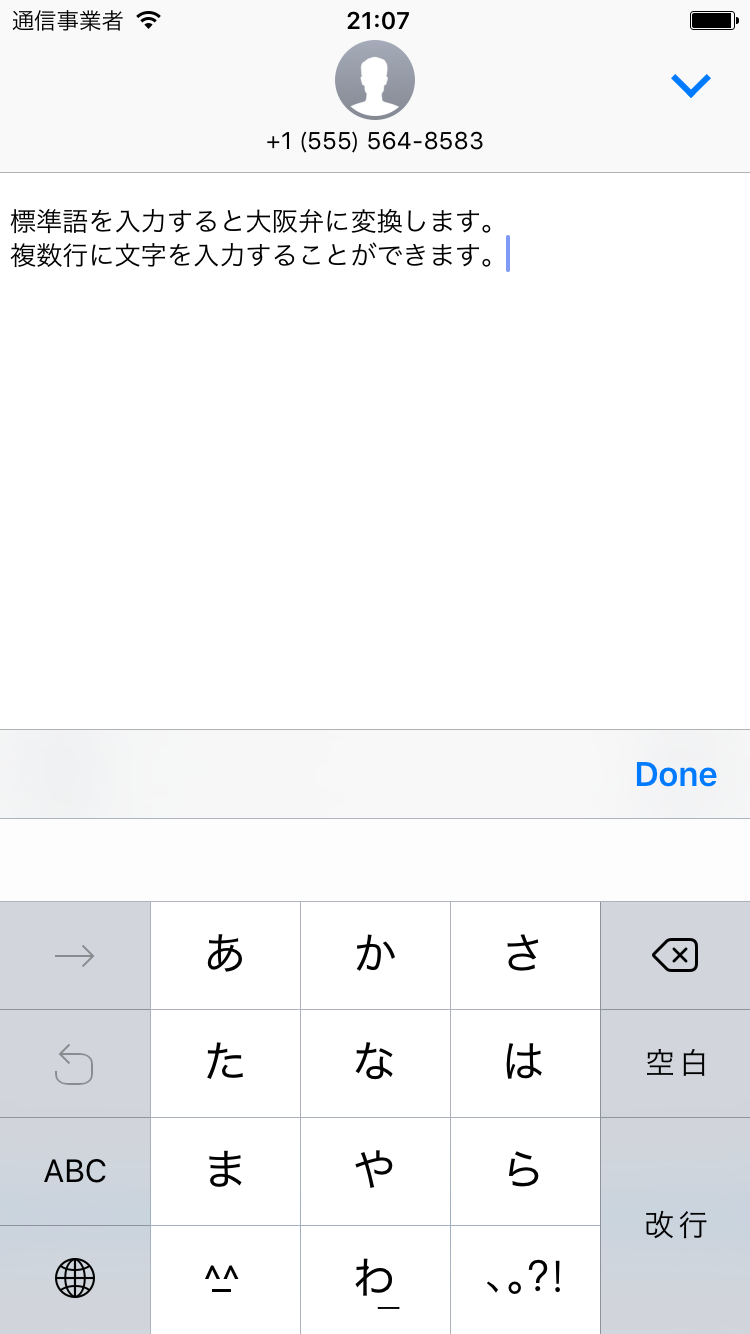 通信事業者
21:07
+1 (555) 564-8583
標準語を入力すると大阪弁に変換します。
複数行に文字を入力することができます。
Done
→ あ か さ
た な は 空白
ABC ま や ら
^_^ わ_ 、。?! 改行